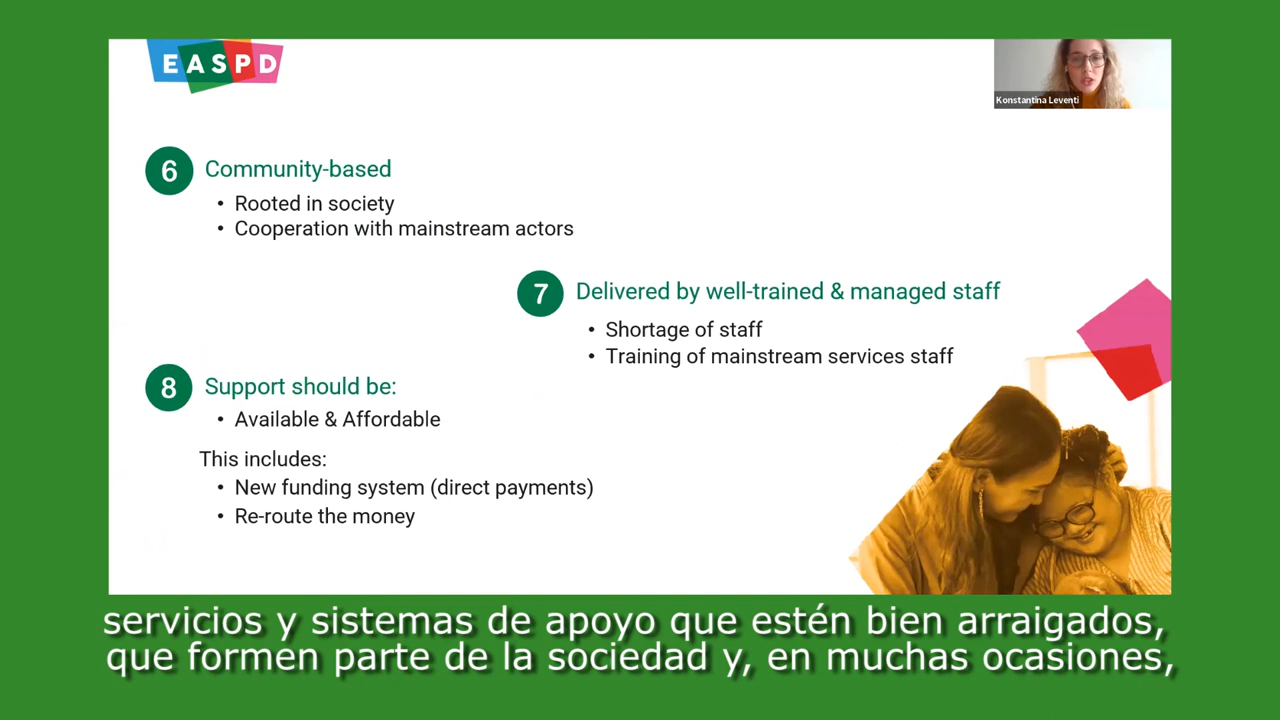 EASPD
Konstantina Leventi
6 Community-based
• Rooted in society
• Cooperation with mainstream actors
7 Delivered by well-trained & managed staff
• Shortage of staff
• Training of mainstream services staff
8 Support should be:
• Available & Affordable
This includes:
• New funding system (direct payments)
• Re-route the money
servicios y sistemas de apoyo que estén bien arraigados,
que formen parte de la sociedad y, en muchas ocasiones,